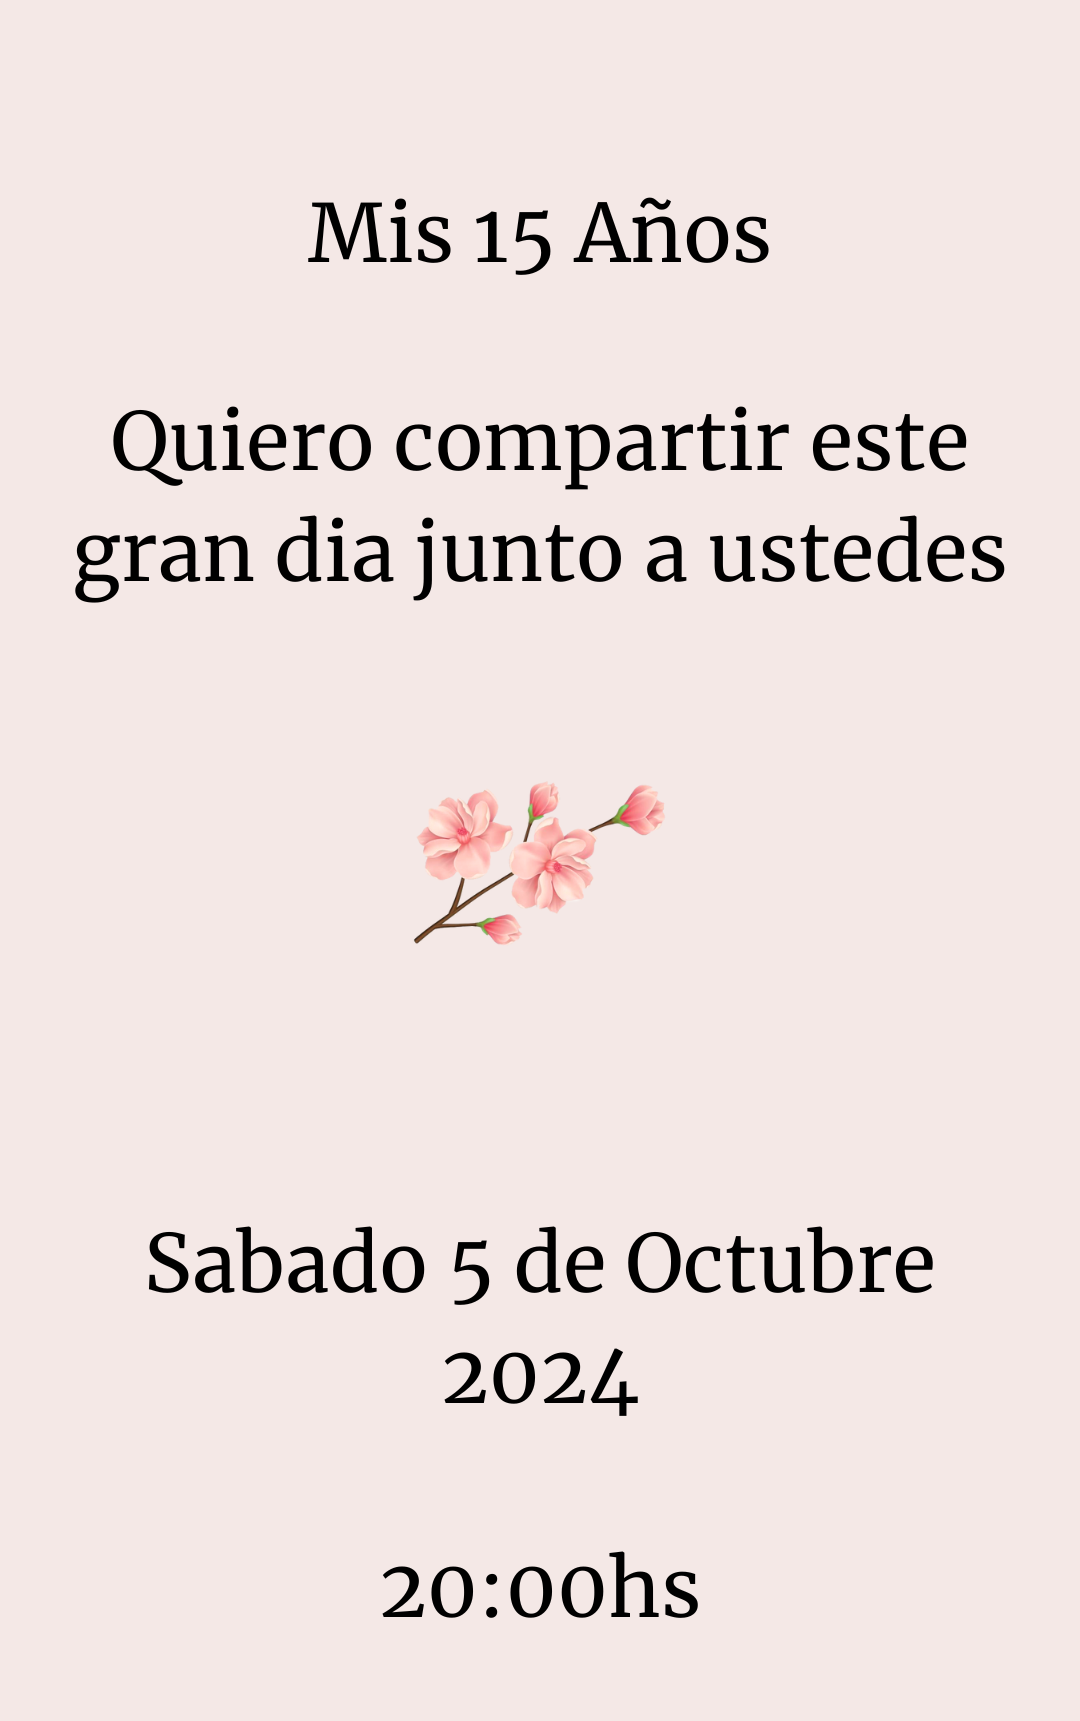 Mis 15 Años
Quiero compartir este
gran dia junto a ustedes
Sabado 5 de Octubre
2024
20:00hs